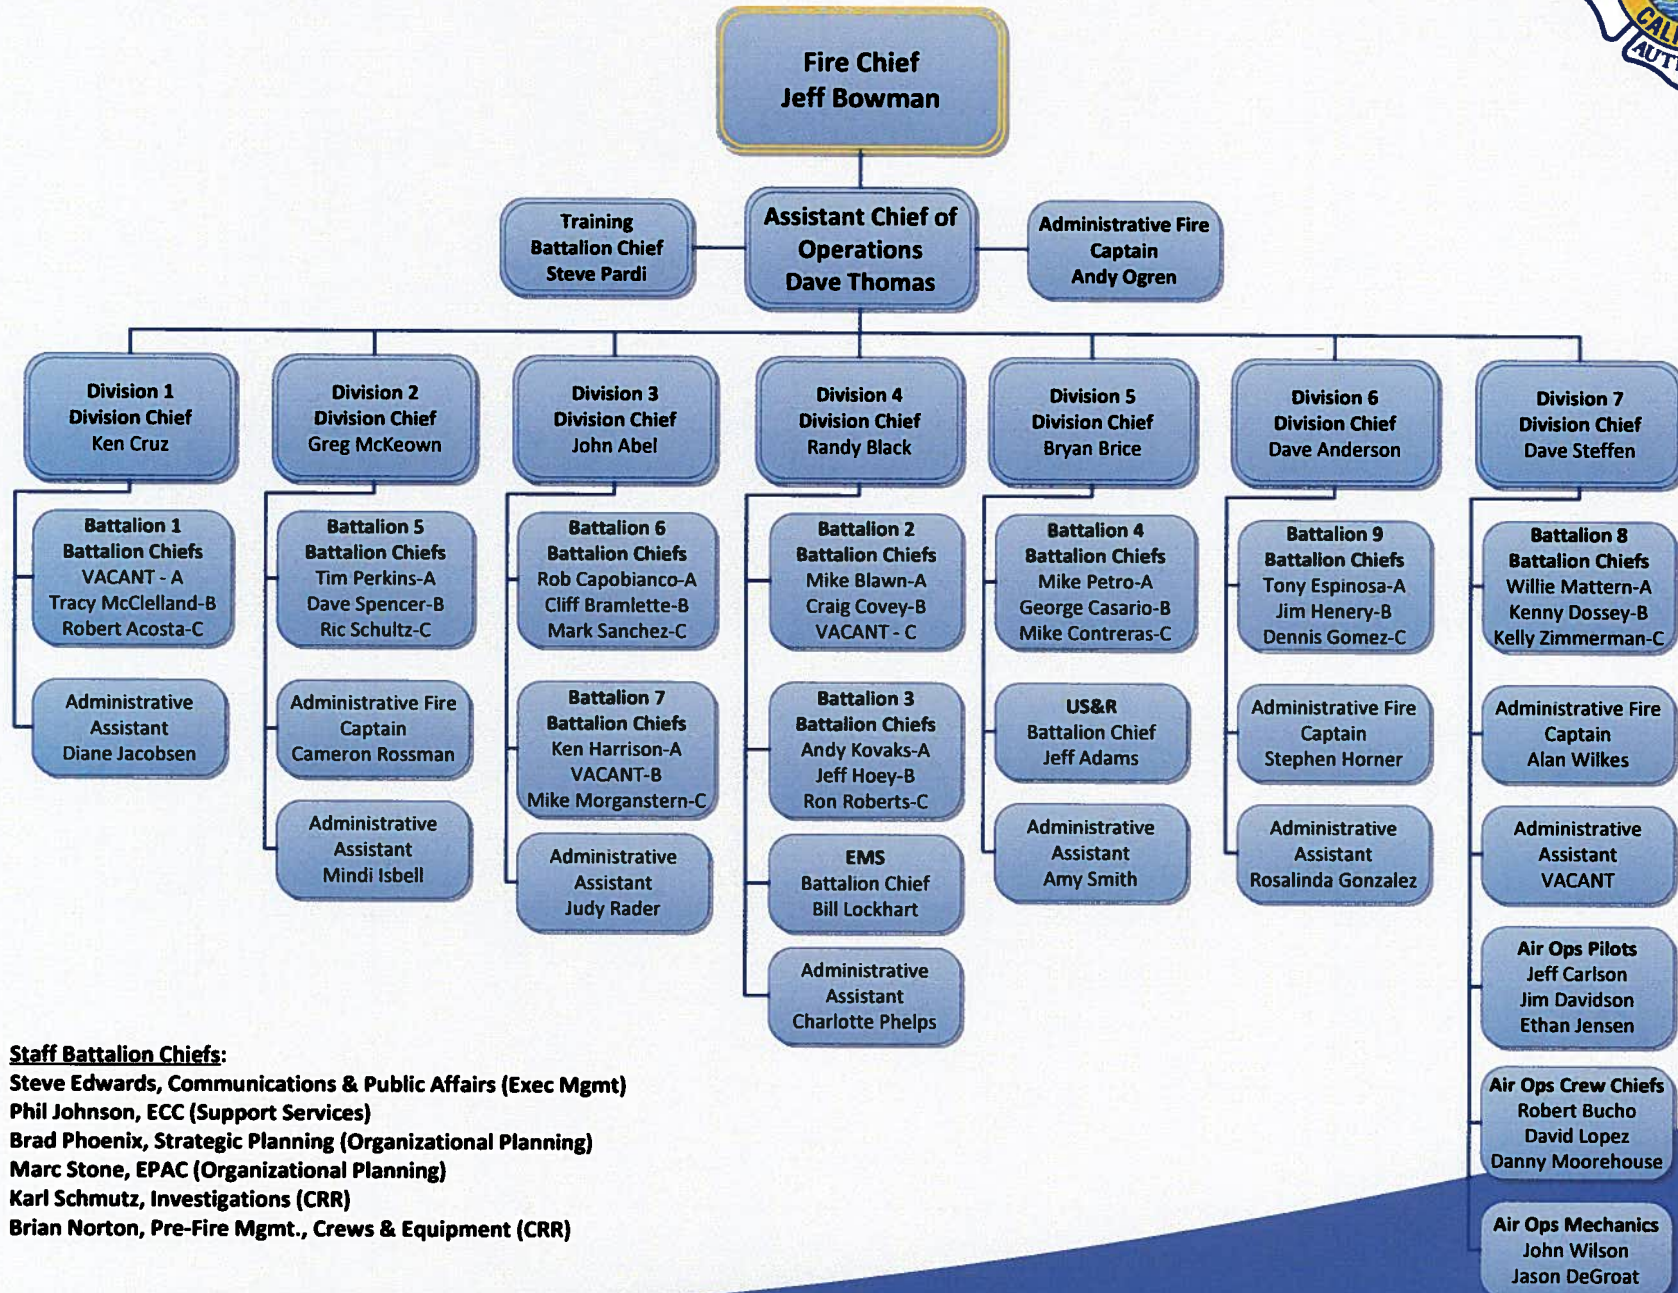 Fire Chief
Jeff Bowman
Training
Battalion Chief
Steve Pardi
Assistant Chief of
Operations
Dave Thomas
Administrative Fire
Captain
Andy Ogren
Division 1
Division Chief
Ken Cruz
Battalion 1
Battalion Chiefs
VACANT - A
Tracy McClelland-B
Robert Acosta-C
Administrative
Assistant
Diane Jacobsen
Division 2
Division Chief
Greg McKeown
Battalion 5
Battalion Chiefs
Tim Perkins-A
Dave Spencer-B
Ric Schultz-C
Administrative Fire
Captain
Cameron Rossman
Administrative
Assistant
Mindi Isbell
Division 3
Division Chief
John Abel
Battalion 6
Battalion Chiefs
Rob Capobianco-A
Cliff Bramlette-B
Mark Sanchez-C
Battalion 7
Battalion Chiefs
Ken Harrison-A
VACANT-B
Mike Morganstern-C
Administrative
Assistant
Judy Rader
Division 4
Division Chief
Randy Black
Battalion 2
Battalion Chiefs
Mike Blawn-A
Craig Covey-B
VACANT - C
Battalion 3
Battalion Chiefs
Andy Kovaks-A
Jeff Hoey-B
Ron Roberts-C
EMS
Battalion Chief
Bill Lockhart
Administrative
Assistant
Charlotte Phelps
Division 5
Division Chief
Bryan Brice
Battalion 4
Battalion Chiefs
Mike Petro-A
George Casario-B
Mike Contreras-C
US&R
Battalion Chief
Jeff Adams
Administrative
Assistant
Amy Smith
Division 6
Division Chief
Dave Anderson
Battalion 9
Battalion Chiefs
Tony Espinosa-A
Jim Henery-B
Dennis Gomez-C
Administrative Fire
Captain
Stephen Horner
Administrative
Assistant
Rosalinda Gonzalez
Division 7
Division Chief
Dave Steffen
Battalion 8
Battalion Chiefs
Willie Mattern-A
Kenny Dossey-B
Kelly Zimmerman-C
Administrative Fire
Captain
Alan Wilkes
Administrative
Assistant
VACANT
Air Ops Pilots
Jeff Carlson
Jim Davidson
Ethan Jensen
Air Ops Crew Chiefs
Robert Bucho
David Lopez
Danny Moorehouse
Air Ops Mechanics
John Wilson
Jason DeGroat
Staff Battalion Chiefs:
Steve Edwards, Communications & Public Affairs (Exec Mgmt)
Phil Johnson, ECC (Support Services)
Brad Phoenix, Strategic Planning (Organizational Planning)
Marc Stone, EPAC (Organizational Planning)
Karl Schmutz, Investigations (CRR)
Brian Norton, Pre-Fire Mgmt., Crews & Equipment (CRR)